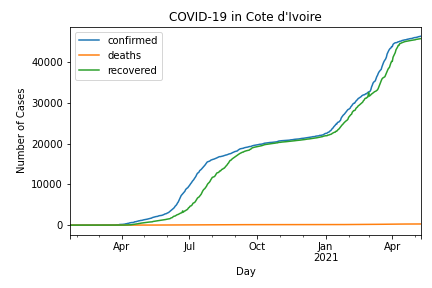 COVID-19 in Cote d'Ivoire
confirmed
deaths
recovered
Number of Cases
40000
30000
20000
10000
0
Apr Jul Oct Jan Apr
2021
Day